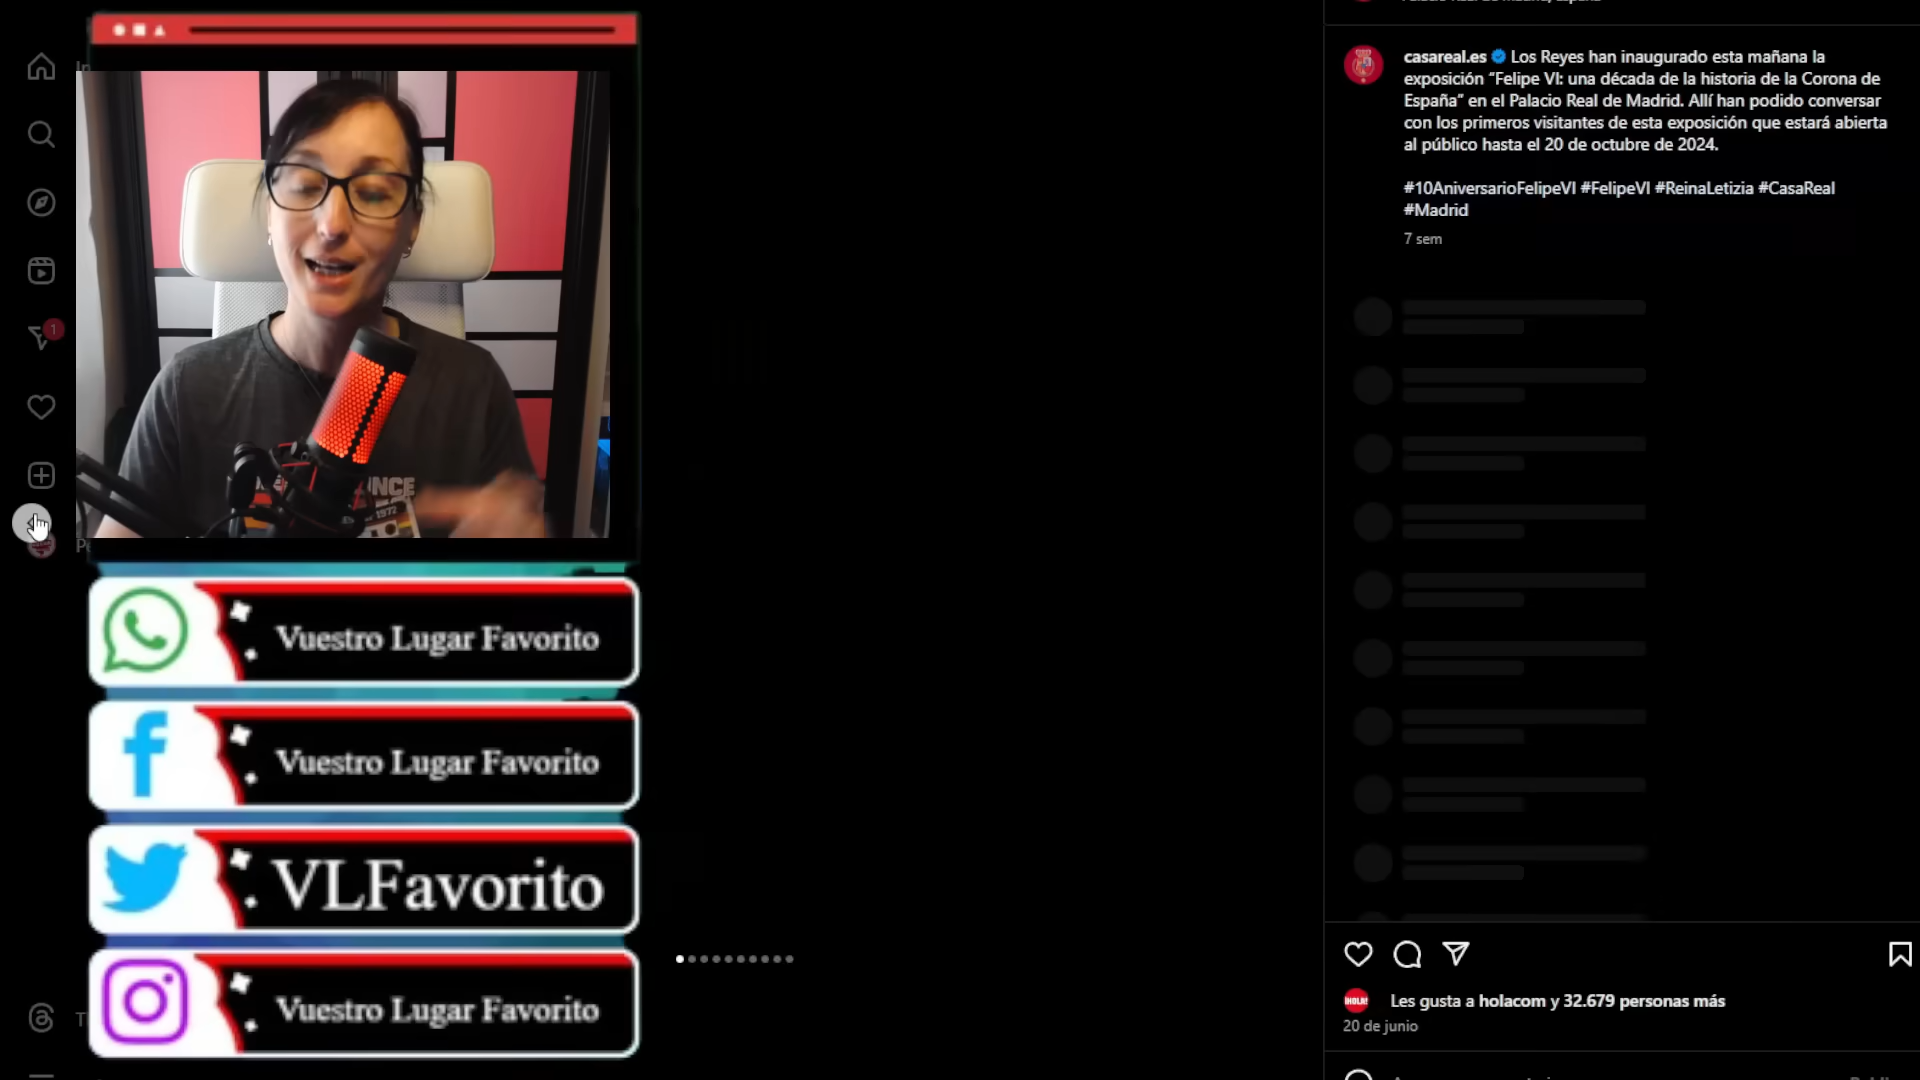 1
INCE
1972
Vuestro Lugar Favorito
Vuestro Lugar Favorito
VLFavorito
Vuestro Lugar Favorito
casareal.es Los Reyes han inaugurado esta mañana la
exposición “Felipe VI: una década de la historia de la Corona de
España” en el Palacio Real de Madrid. Allí han podido conversar
con los primeros visitantes de esta exposición que estará abierta
al público hasta el 20 de octubre de 2024.
#10AniversarioFelipeVI #FelipeVI #ReinaLetizia #CasaReal
#Madrid
7 sem
¡HOLA!
Les gusta a holacom y 32.679 personas más
20 de junio